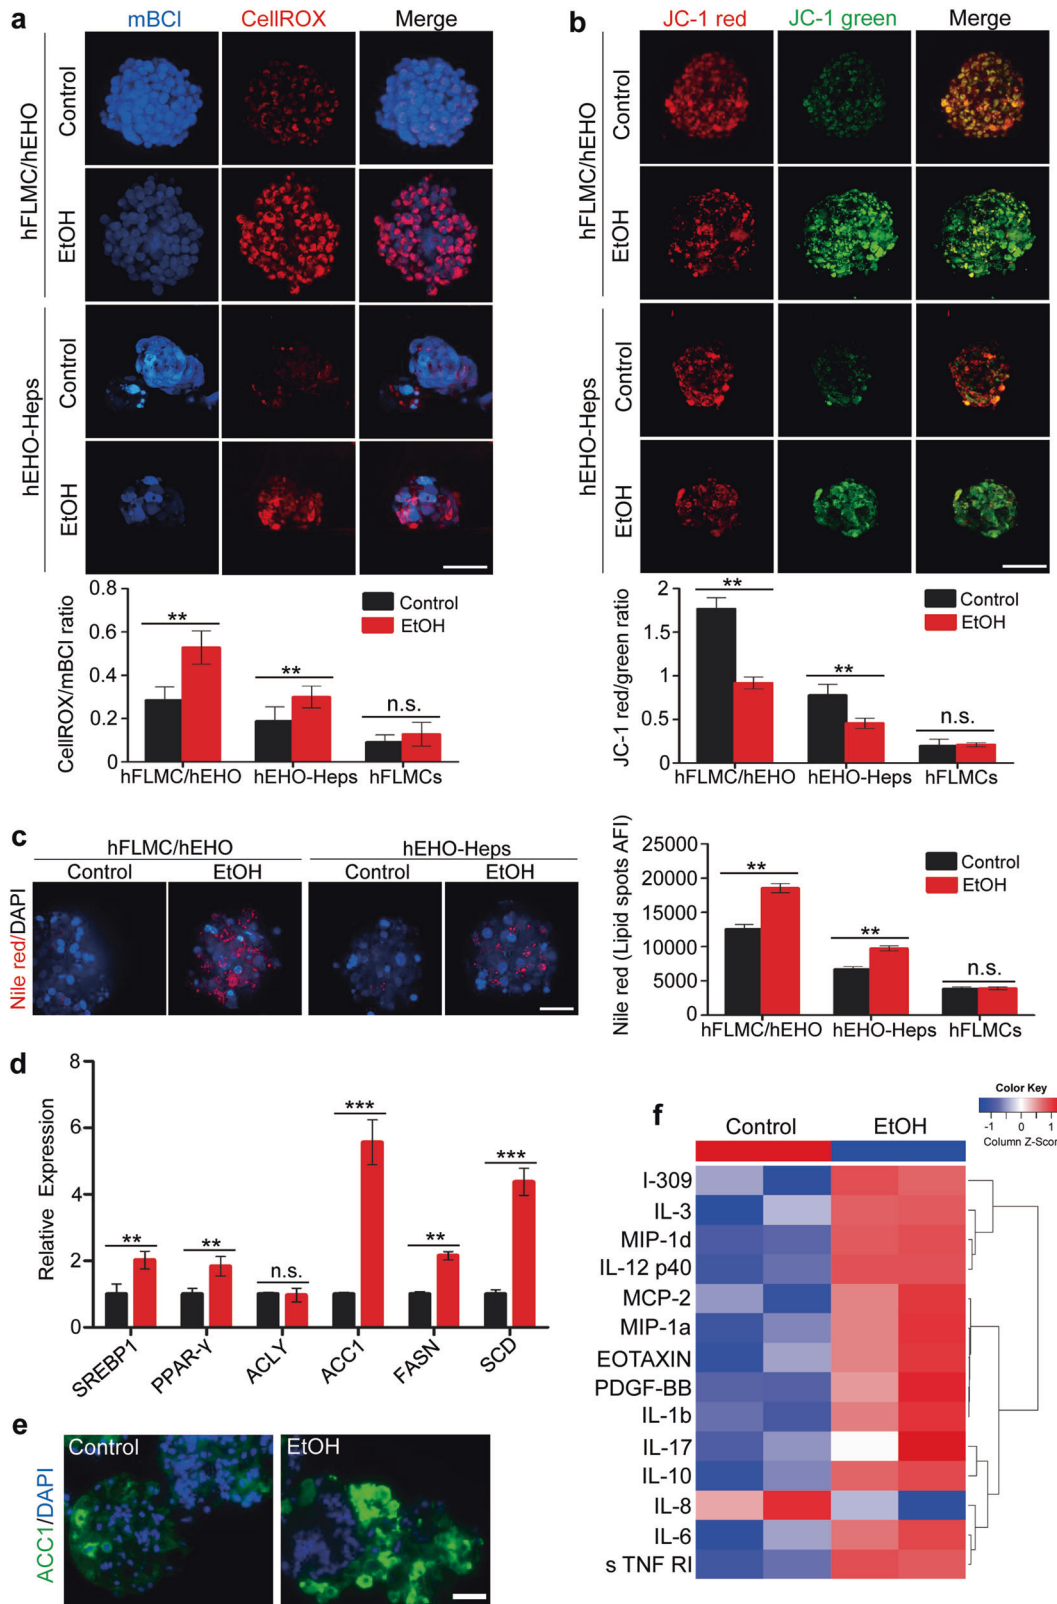 a
mBCI CellROX Merge
hFLMC/hEHO
Control
EtOH
hEHO-Heps
Control
EtOH
CellROX/mBCI ratio
0.8
0.6
0.4
0.2
0
Control
EtOH
**
**
n.s.
hFLMC/hEHO hEHO-Heps hFLMCs
b
JC-1 red JC-1 green Merge
hFLMC/hEHO
Control
EtOH
hEHO-Heps
Control
EtOH
JC-1 red/green ratio
2
1.5
1
0.5
0
Control
EtOH
**
**
n.s.
hFLMC/hEHO hEHO-Heps hFLMCs
c
hFLMC/hEHO hEHO-Heps
Control EtOH Control EtOH
Nile red/DAPI
Nile red (Lipid spots AFI)
25000
20000
15000
10000
5000
0
Control
EtOH
**
**
n.s.
hFLMC/hEHO hEHO-Heps hFLMCs
d
Relative Expression
8
6
4
2
0
** ** n.s. *** ** ***
SREBP1 PPAR-γ ACLY ACC1 FASN SCD
e
ACC1/DAPI
Control EtOH
f
Color Key
-1 0 1
Column Z-Scor
Control EtOH
I-309
IL-3
MIP-1d
IL-12 p40
MCP-2
MIP-1a
EOTAXIN
PDGF-BB
IL-1b
IL-17
IL-10
IL-8
IL-6
s TNF RI